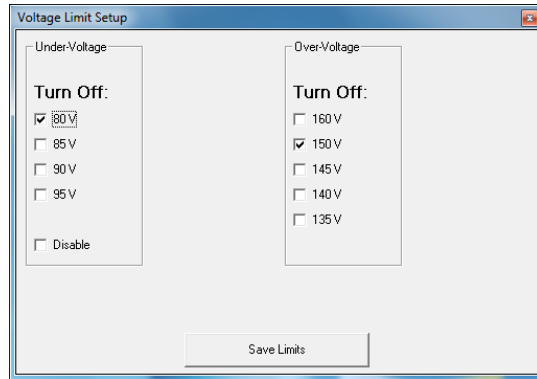 Voltage Limit Setup
Under-Voltage
Turn Off:
80 V
85 V
90 V
95 V
Disable
Over-Voltage
Turn Off:
160 V
150 V
145 V
140 V
135 V
Save Limits